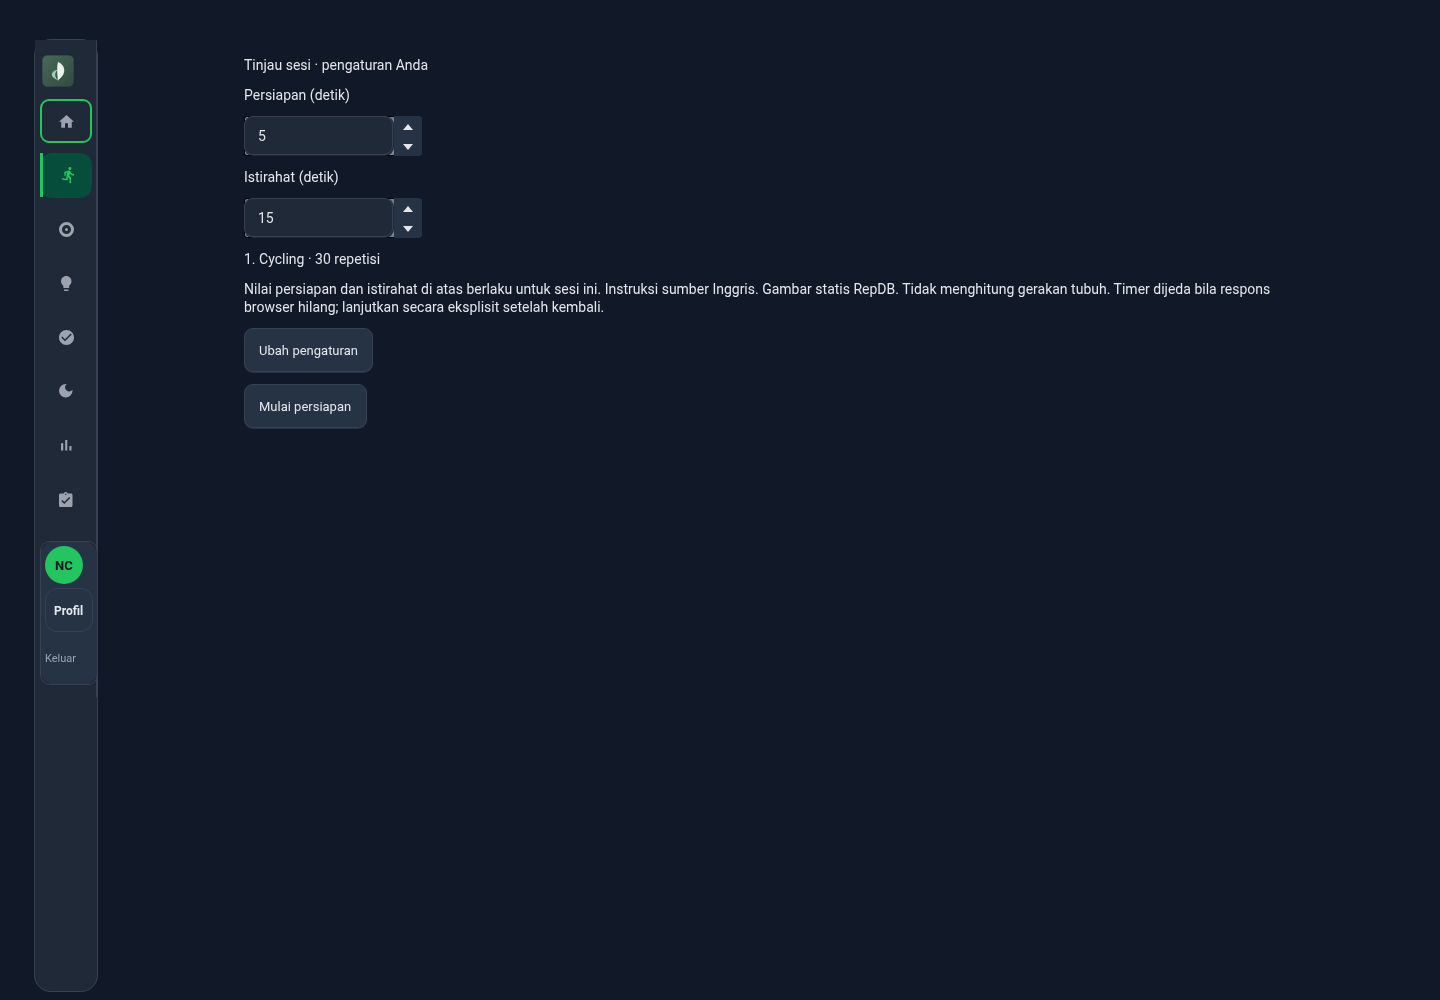 Tinjau sesi · pengaturan Anda
Persiapan (detik)
5
Istirahat (detik)
15
1. Cycling · 30 repetisi
Nilai persiapan dan istirahat di atas berlaku untuk sesi ini. Instruksi sumber Inggris. Gambar statis RepDB. Tidak menghitung gerakan tubuh. Timer dijeda bila respons
browser hilang; lanjutkan secara eksplisit setelah kembali.
Ubah pengaturan
Mulai persiapan
NC
Profil
Keluar